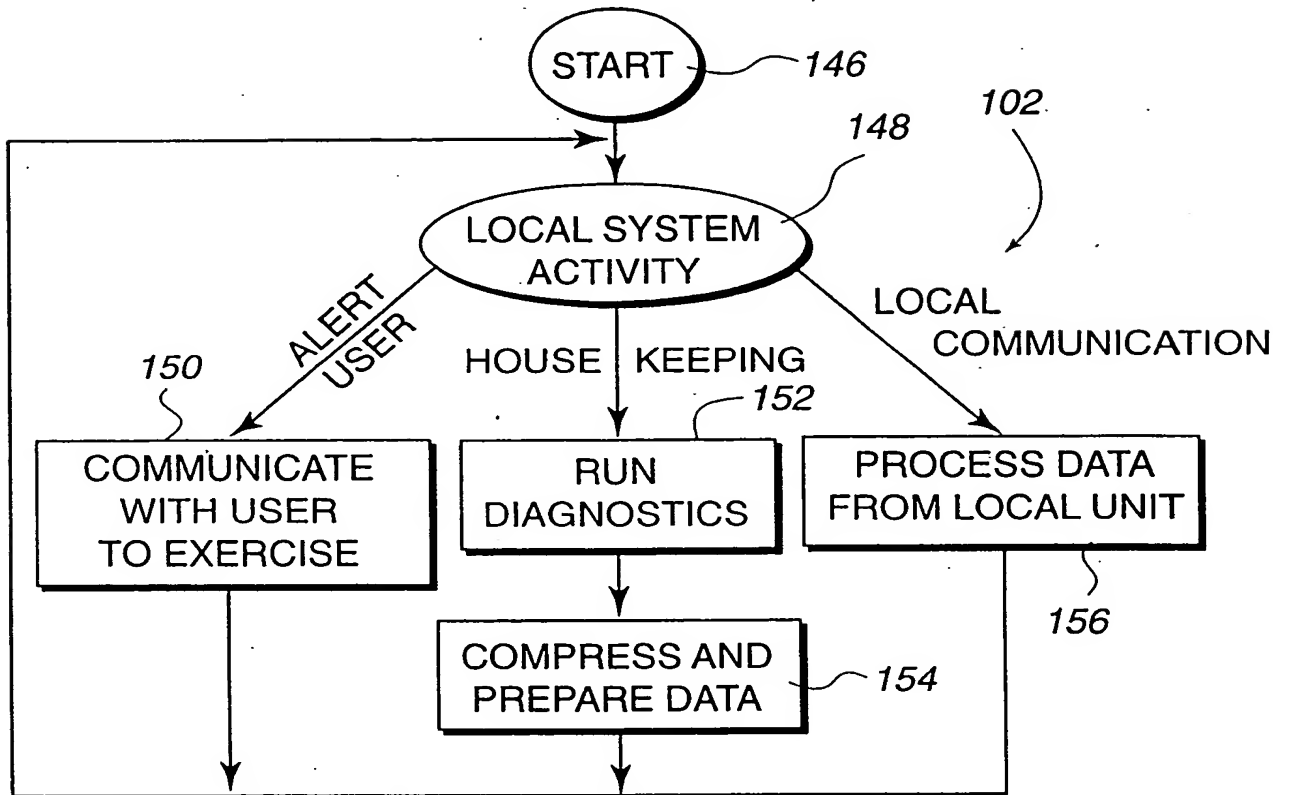 START
146
102
148
LOCAL SYSTEM
ACTIVITY
ALERT
USER
HOUSE KEEPING
LOCAL
COMMUNICATION
150
152
COMMUNICATE
WITH USER
TO EXERCISE
RUN
DIAGNOSTICS
PROCESS DATA
FROM LOCAL UNIT
156
COMPRESS AND
PREPARE DATA
154